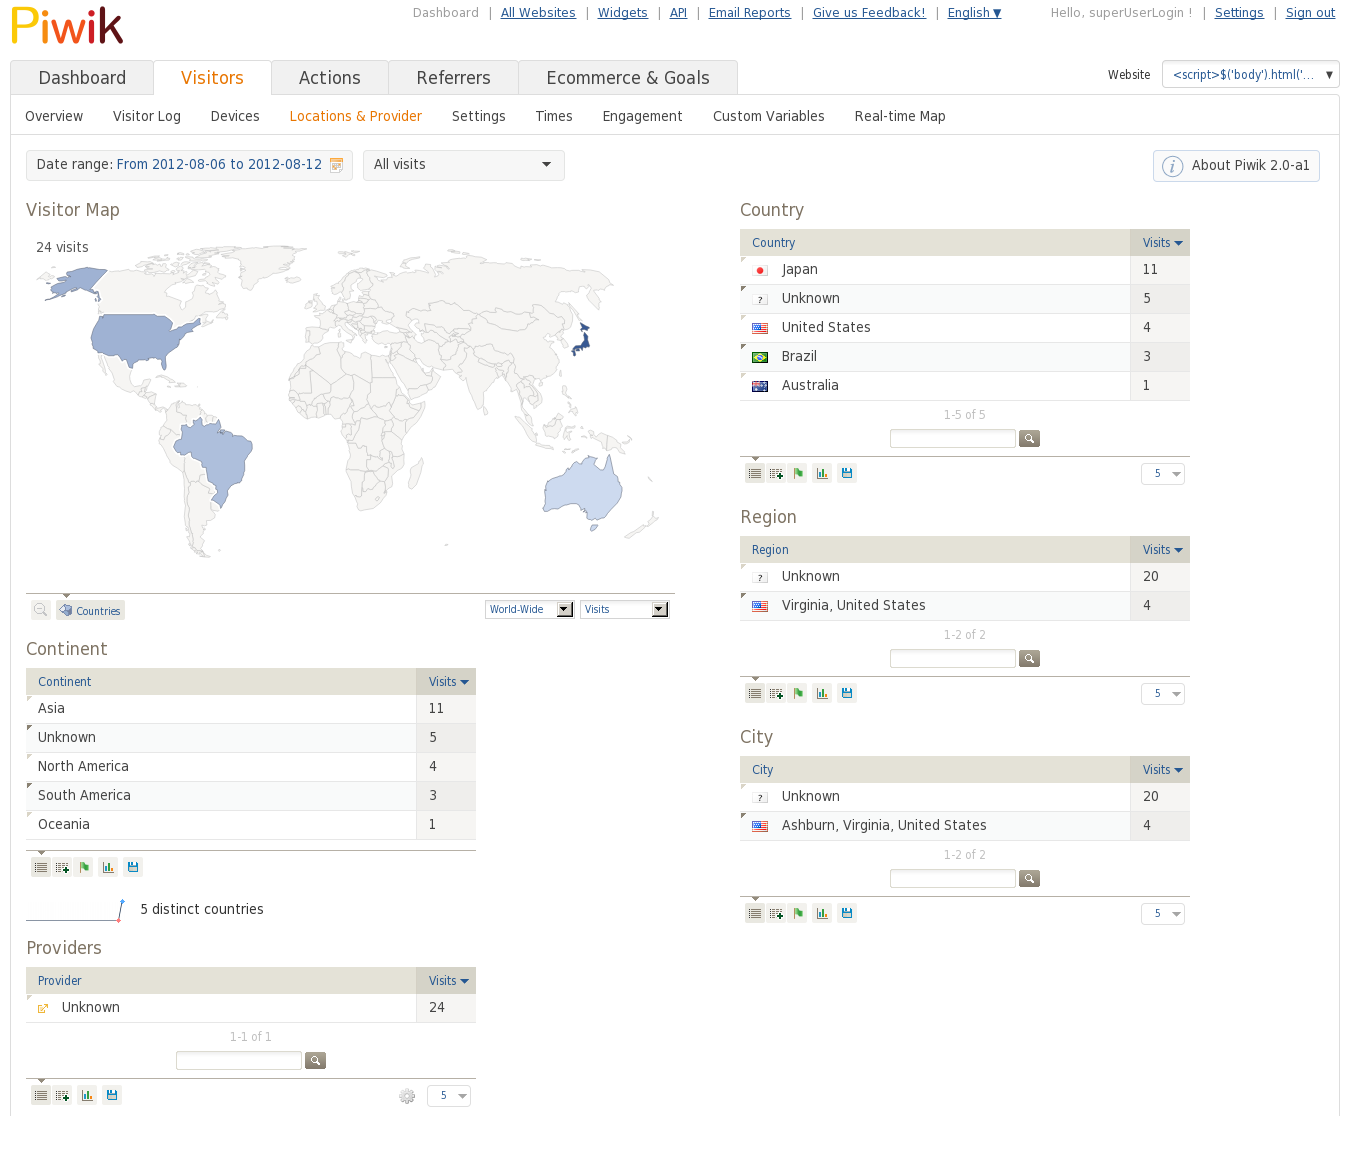 Piwik
Dashboard | All Websites | Widgets | API | Email Reports | Give us Feedback! | English ▼ Hello, superUserLogin ! | Settings | Sign out
Dashboard Visitors Actions Referrers Ecommerce & Goals
Website <script>$('body').html('... ▼
Overview Visitor Log Devices Locations & Provider Settings Times Engagement Custom Variables Real-time Map
Date range: From 2012-08-06 to 2012-08-12
All visits
About Piwik 2.0-a1
Visitor Map
24 visits
Countries
World-Wide
Visits
Continent
Continent Visits
Asia 11
Unknown 5
North America 4
South America 3
Oceania 1
5 distinct countries
Providers
Provider Visits
Unknown 24
1-1 of 1
5
Country
Country Visits
Japan 11
? Unknown 5
United States 4
Brazil 3
Australia 1
1-5 of 5
5
Region
Region Visits
? Unknown 20
Virginia, United States 4
1-2 of 2
5
City
City Visits
? Unknown 20
Ashburn, Virginia, United States 4
1-2 of 2
5